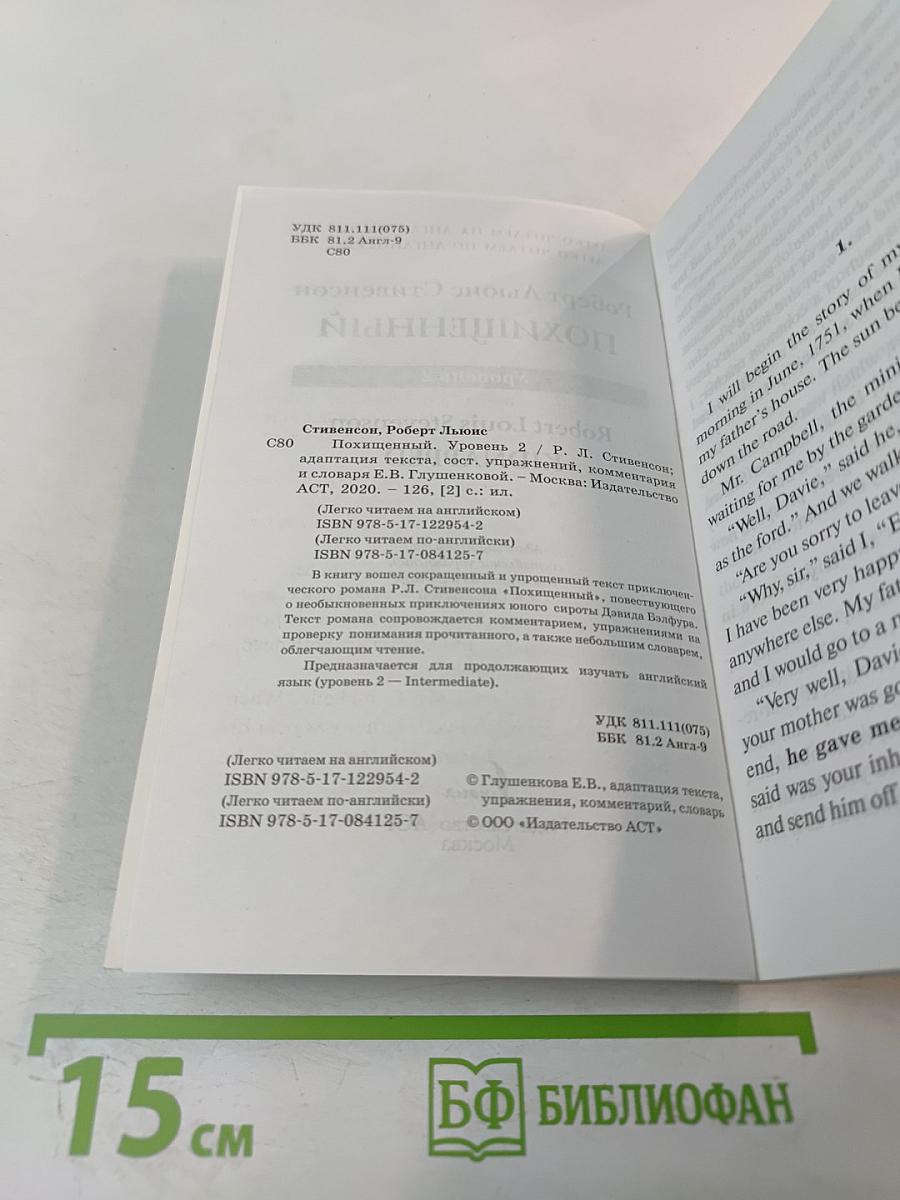 УДК 811.111(075)
ББК 81.2 Англ-9
С80
Стивенсон, Роберт Льюис
С80 Похищенный. Уровень 2 / Р. Л. Стивенсон;
адаптация текста, сост. упражнений, комментария
и словаря Е.В. Глушенковой. – Москва: Издательство
АСТ, 2020. – 126, [2] с.: ил.
(Легко читаем на английском)
ISBN 978-5-17-122954-2
(Легко читаем по-английски)
ISBN 978-5-17-084125-7
В книгу вошел сокращенный и упрощенный текст приключен-
ческого романа Р.Л. Стивенсона «Похищенный», повествующего
о необыкновенных приключениях юного сироты Дэвида Бэлфура.
Текст романа сопровождается комментарием, упражнениями на
проверку понимания прочитанного, а также небольшим словарем,
облегчающим чтение.
Предназначается для продолжающих изучать английский
язык (уровень 2 — Intermediate).
УДК 811.111(075)
ББК 81.2 Англ-9
(Легко читаем на английском)
ISBN 978-5-17-122954-2
(Легко читаем по-английски)
ISBN 978-5-17-084125-7
© Глушенкова Е.В., адаптация текста,
упражнения, комментарий, словарь
© ООО «Издательство АСТ»
1.
I will begin the story of my
morning in June, 1751, when
my father's house. The sun
down the road.
Mr. Campbell, the
waiting for me by the
“Well, Davie,” said he,
as the ford.” And we
“Are you sorry to
“Why, sir,” said I,
I have been very
anywhere else. My
and I would go to a
“Very well,
your mother was
end, he gave me
said was your
and send him off
15 см
БФ БИБЛИОФАН